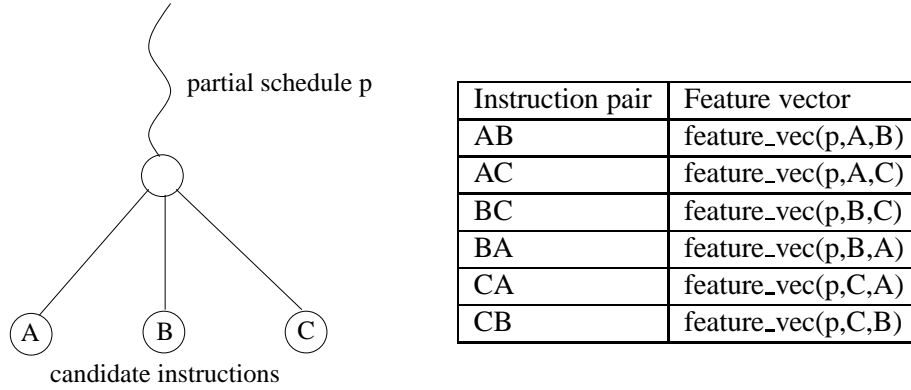 partial schedule p
A B C
candidate instructions
Instruction pair Feature vector
AB feature_vec(p,A,B)
AC feature_vec(p,A,C)
BC feature_vec(p,B,C)
BA feature_vec(p,B,A)
CA feature_vec(p,C,A)
CB feature_vec(p,C,B)